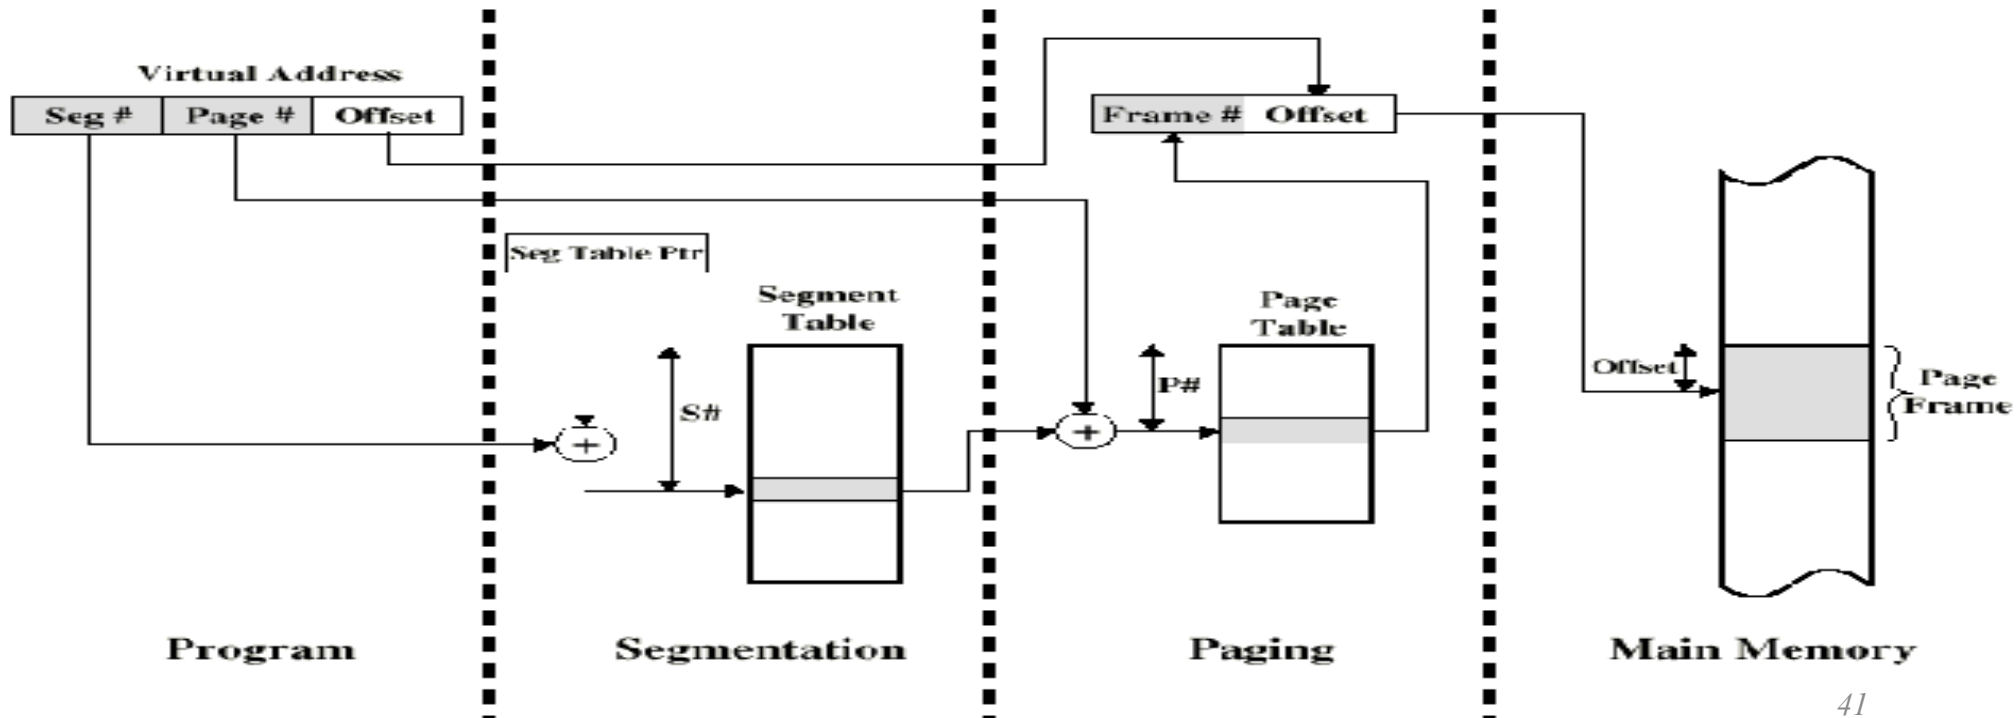 Virtual Address
Seg # Page # Offset
Frame # Offset
Seg Table Ptr
Segment
Table
S#
+
Page
Table
P#
+
Offset
Page
Frame
Program
Segmentation
Paging
Main Memory
41